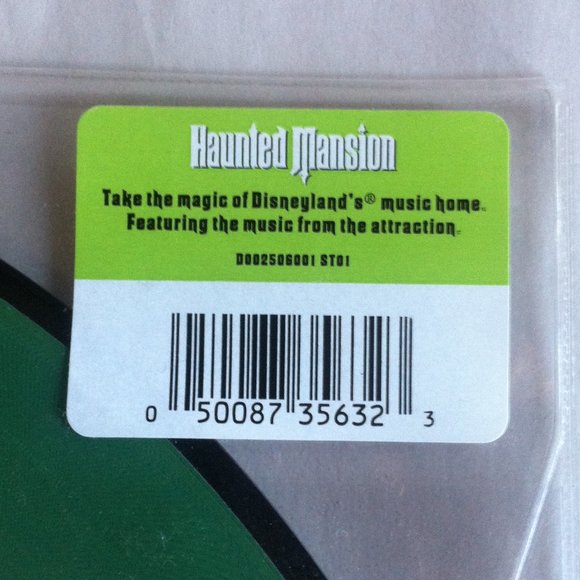 Haunted Mansion
Take the magic of Disneyland's® music home.
Featuring the music from the attraction.
D002506001 ST01
0 50087 35632 3